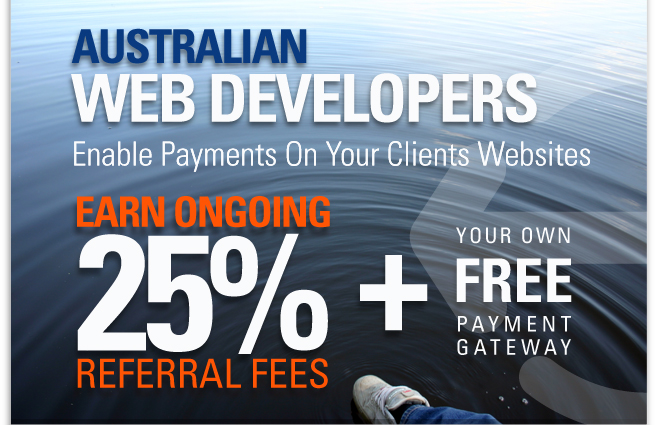 AUSTRALIAN
WEB DEVELOPERS
Enable Payments On Your Clients Websites
EARN ONGOING
25%
REFERRAL FEES
+
YOUR OWN
FREE
PAYMENT
GATEWAY